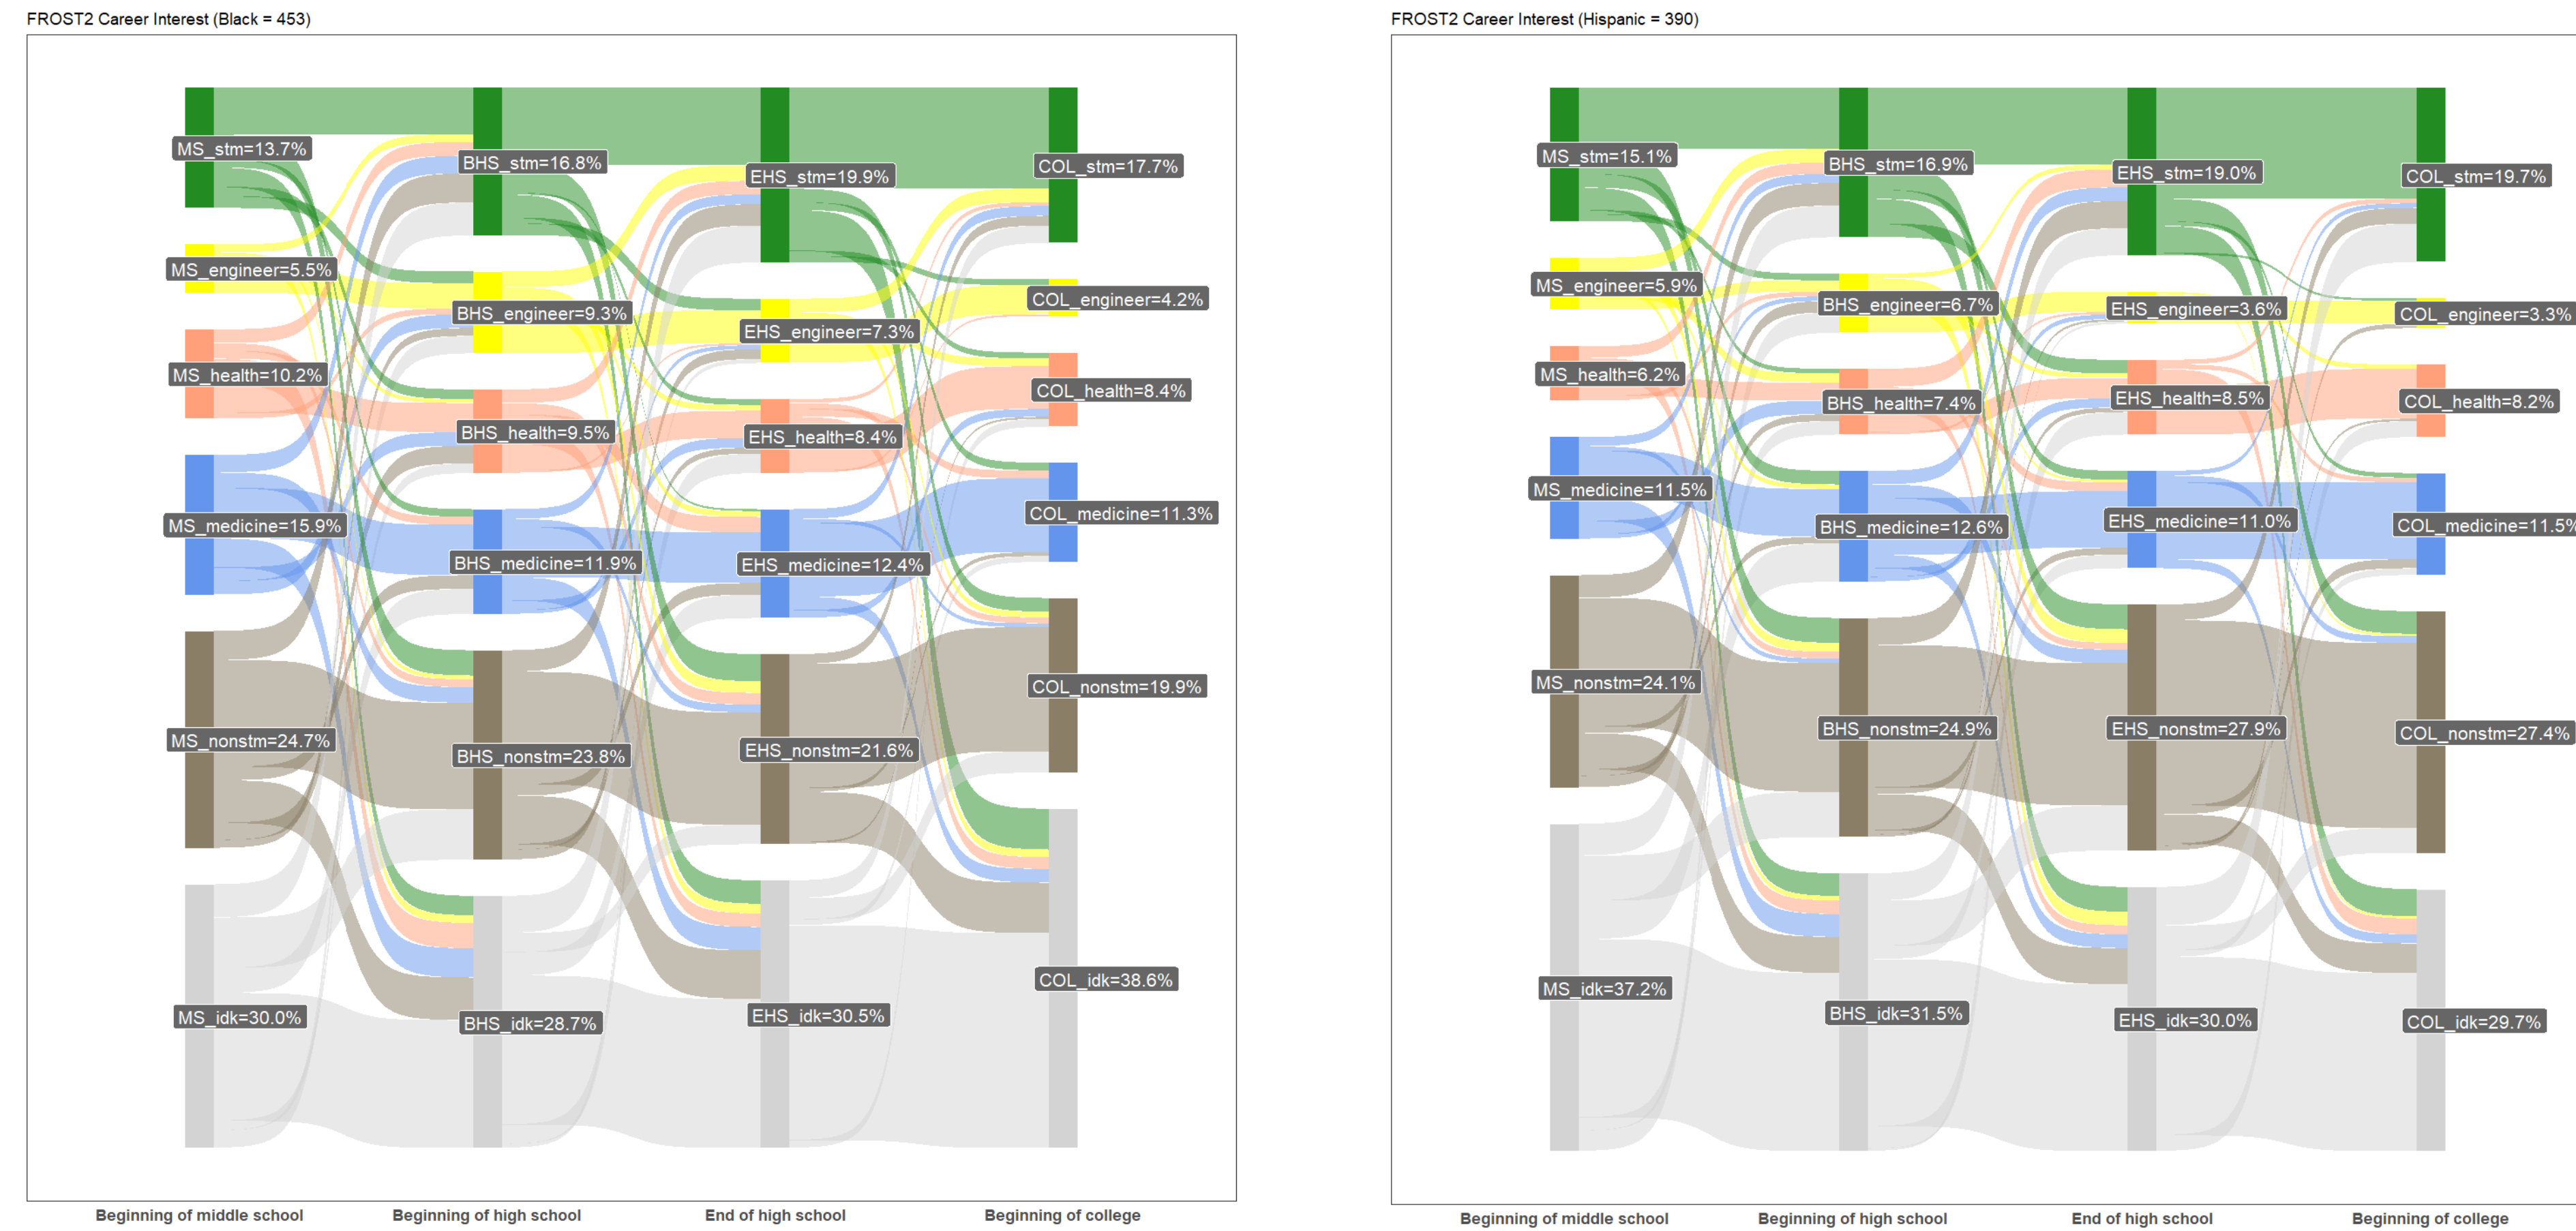 FROST2 Career Interest (Black = 453)
MS_stm=13.7%
MS_engineer=5.5%
MS_health=10.2%
MS_medicine=15.9%
MS_nonstm=24.7%
MS_idk=30.0%
BHS_stm=16.8%
BHS_engineer=9.3%
BHS_health=9.5%
BHS_medicine=11.9%
BHS_nonstm=23.8%
BHS_idk=28.7%
EHS_stm=19.9%
EHS_engineer=7.3%
EHS_health=8.4%
EHS_medicine=12.4%
EHS_nonstm=21.6%
EHS_idk=30.5%
COL_stm=17.7%
COL_engineer=4.2%
COL_health=8.4%
COL_medicine=11.3%
COL_nonstm=19.9%
COL_idk=38.6%
Beginning of middle school
Beginning of high school
End of high school
Beginning of college
FROST2 Career Interest (Hispanic = 390)
MS_stm=15.1%
MS_engineer=5.9%
MS_health=6.2%
MS_medicine=11.5%
MS_nonstm=24.1%
MS_idk=37.2%
BHS_stm=16.9%
BHS_engineer=6.7%
BHS_health=7.4%
BHS_medicine=12.6%
BHS_nonstm=24.9%
BHS_idk=31.5%
EHS_stm=19.0%
EHS_engineer=3.6%
EHS_health=8.5%
EHS_medicine=11.0%
EHS_nonstm=27.9%
EHS_idk=30.0%
COL_stm=19.7%
COL_engineer=3.3%
COL_health=8.2%
COL_medicine=11.5%
COL_nonstm=27.4%
COL_idk=29.7%
Beginning of middle school
Beginning of high school
End of high school
Beginning of college